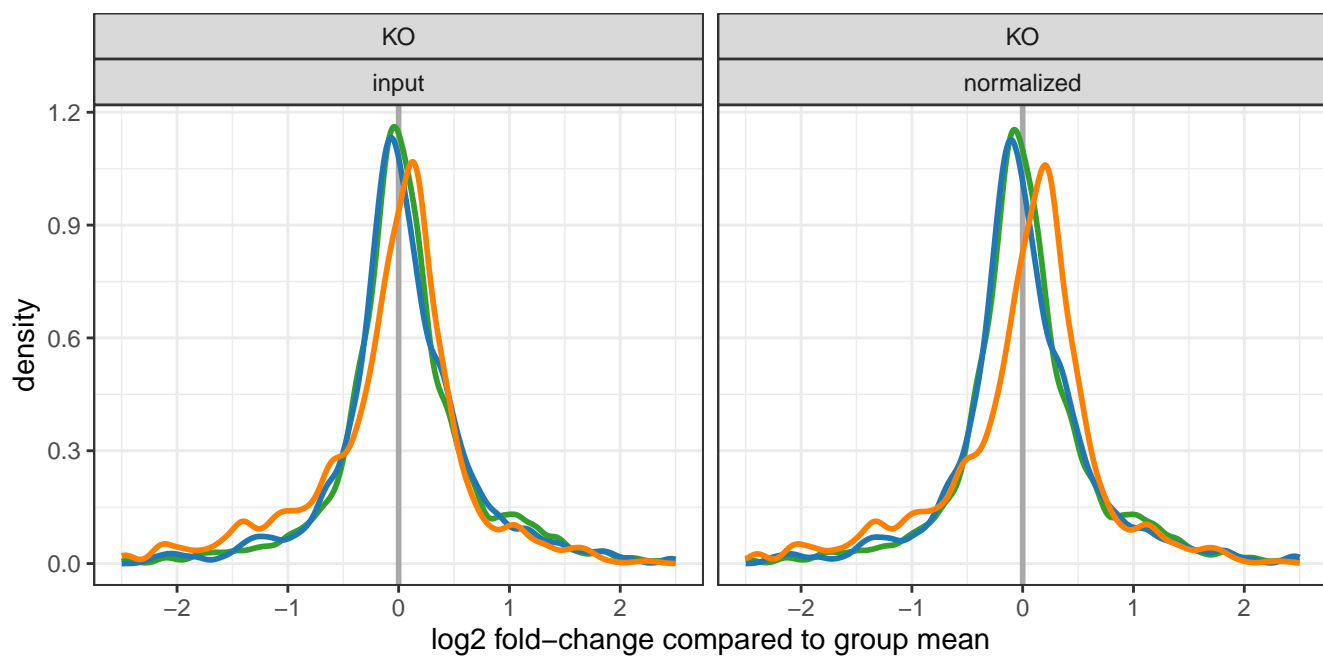 KO
KO
input
normalized
1.2
0.9
0.6
0.3
0.0
density
−2
−1
0
1
2
−2
−1
0
1
2
log2 fold−change compared to group mean